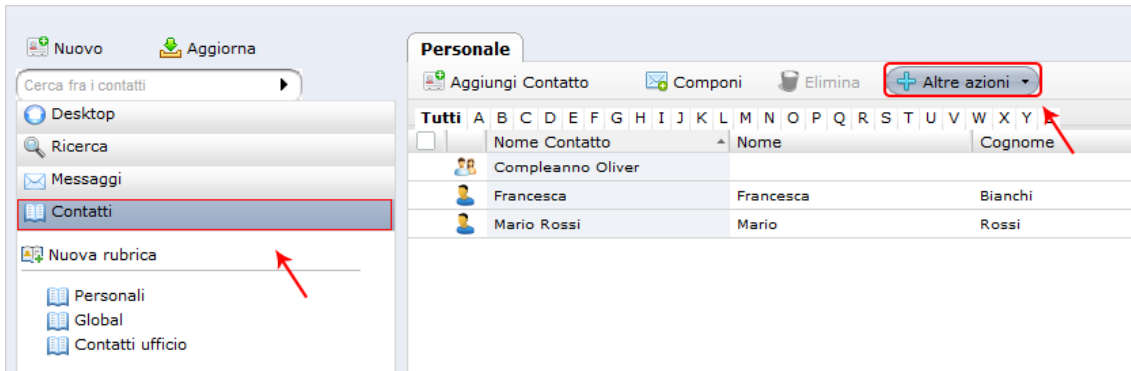 Nuovo Aggiorna
Cerca fra i contatti
Desktop
Ricerca
Messaggi
Contatti
Nuova rubrica
Personali
Global
Contatti ufficio
Personale
Aggiungi Contatto Componi Elimina Altre azioni
Tutti A B C D E F G H I J K L M N O P Q R S T U V W X Y
Nome Contatto Nome Cognome
Compleanno Oliver
Francesca Francesca Bianchi
Mario Rossi Mario Rossi